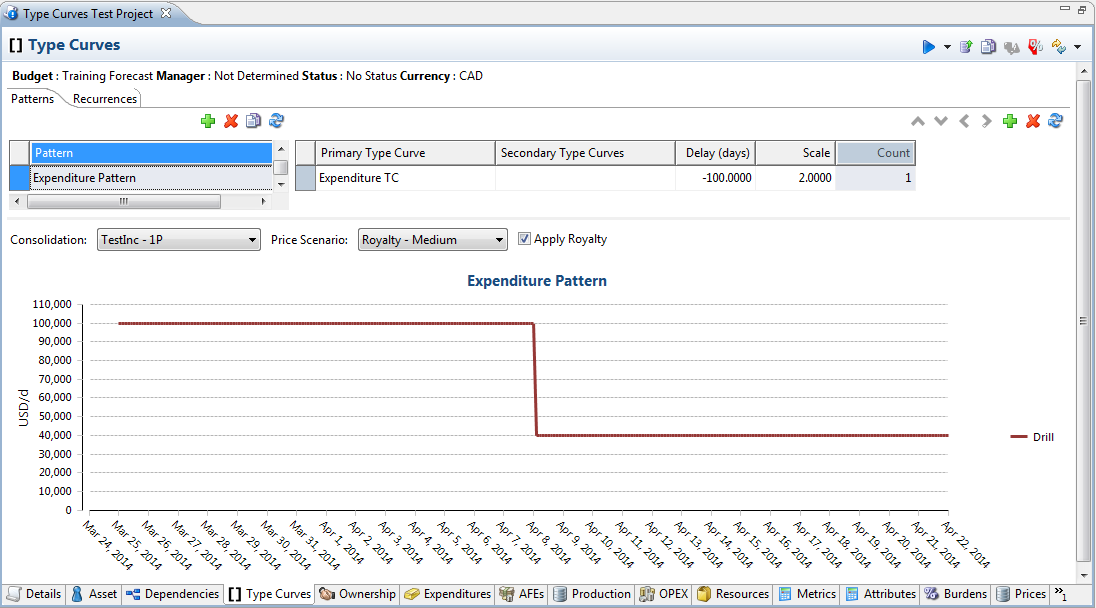 Type Curves Test Project
[] Type Curves
Budget : Training Forecast Manager : Not Determined Status : No Status Currency : CAD
Patterns Recurrences
Pattern
Expenditure Pattern
Primary Type Curve Secondary Type Curves Delay (days) Scale Count
Expenditure TC -100.0000 2.0000 1
Consolidation: TestInc - 1P Price Scenario: Royalty - Medium Apply Royalty
Expenditure Pattern
110,000
100,000
90,000
80,000
70,000
60,000
50,000
40,000
30,000
20,000
10,000
0
USD/d
Drill
Mar 24, 2014
Mar 25, 2014
Mar 26, 2014
Mar 27, 2014
Mar 28, 2014
Mar 29, 2014
Mar 30, 2014
Mar 31, 2014
Apr 1, 2014
Apr 2, 2014
Apr 3, 2014
Apr 4, 2014
Apr 5, 2014
Apr 6, 2014
Apr 7, 2014
Apr 8, 2014
Apr 9, 2014
Apr 10, 2014
Apr 11, 2014
Apr 12, 2014
Apr 13, 2014
Apr 14, 2014
Apr 15, 2014
Apr 16, 2014
Apr 17, 2014
Apr 18, 2014
Apr 19, 2014
Apr 20, 2014
Apr 21, 2014
Apr 22, 2014
Details Asset Dependencies [] Type Curves Ownership Expenditures AFEs Production OPEX Resources Metrics Attributes Burdens Prices »1